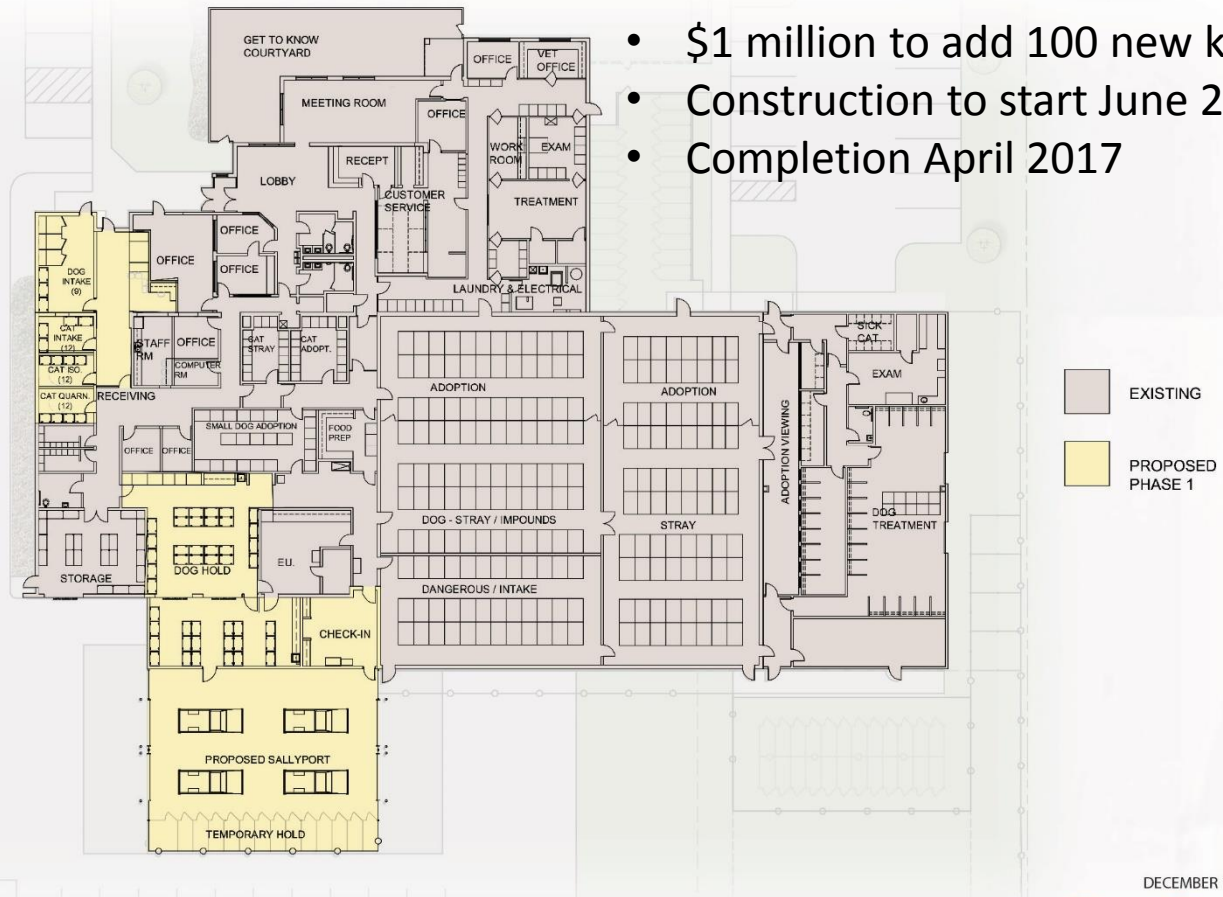 • $1 million to add 100 new k
• Construction to start June 2
• Completion April 2017
GET TO KNOW
COURTYARD
OFFICE
VET
OFFICE
MEETING ROOM
OFFICE
WORK
ROOM
EXAM
RECEPT
LOBBY
CUSTOMER
SERVICE
TREATMENT
OFFICE
OFFICE
OFFICE
DOG
INTAKE
(9)
LAUNDRY & ELECTRICAL
CAT
INTAKE
(12)
STAFF
RM
OFFICE
COMPUTER
RM
CAT
STRAY
CAT
ADOPT.
CAT ISO.
(12)
CAT QUARN.
(12)
RECEIVING
SICK
CAT
EXAM
ADOPTION
ADOPTION
SMALL DOG ADOPTION
FOOD
PREP
OFFICE
OFFICE
ADOPTION VIEWING
DOG - STRAY / IMPOUNDS
STRAY
DOG
TREATMENT
STORAGE
DOG HOLD
EU.
DANGEROUS / INTAKE
CHECK-IN
PROPOSED SALLYPORT
TEMPORARY HOLD
EXISTING
PROPOSED
PHASE 1
DECEMBER